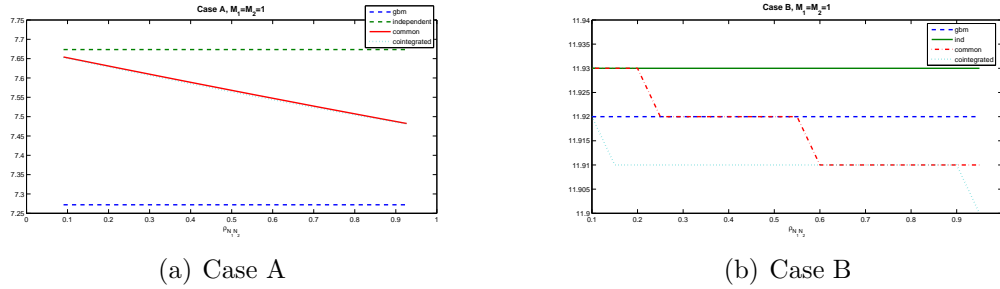 Case A, M1=M2=1
7.75
7.7
7.65
7.6
7.55
7.5
7.45
7.4
7.35
7.3
7.25
0 0.1 0.2 0.3 0.4 0.5 0.6 0.7 0.8 0.9 1
ρN1N2
gbm
independent
common
cointegrated
(a) Case A
Case B, M1=M2=1
11.94
11.935
11.93
11.925
11.92
11.915
11.91
11.905
11.9
0.1 0.2 0.3 0.4 0.5 0.6 0.7 0.8 0.9
ρN1N2
gbm
ind
common
cointegrated
(b) Case B